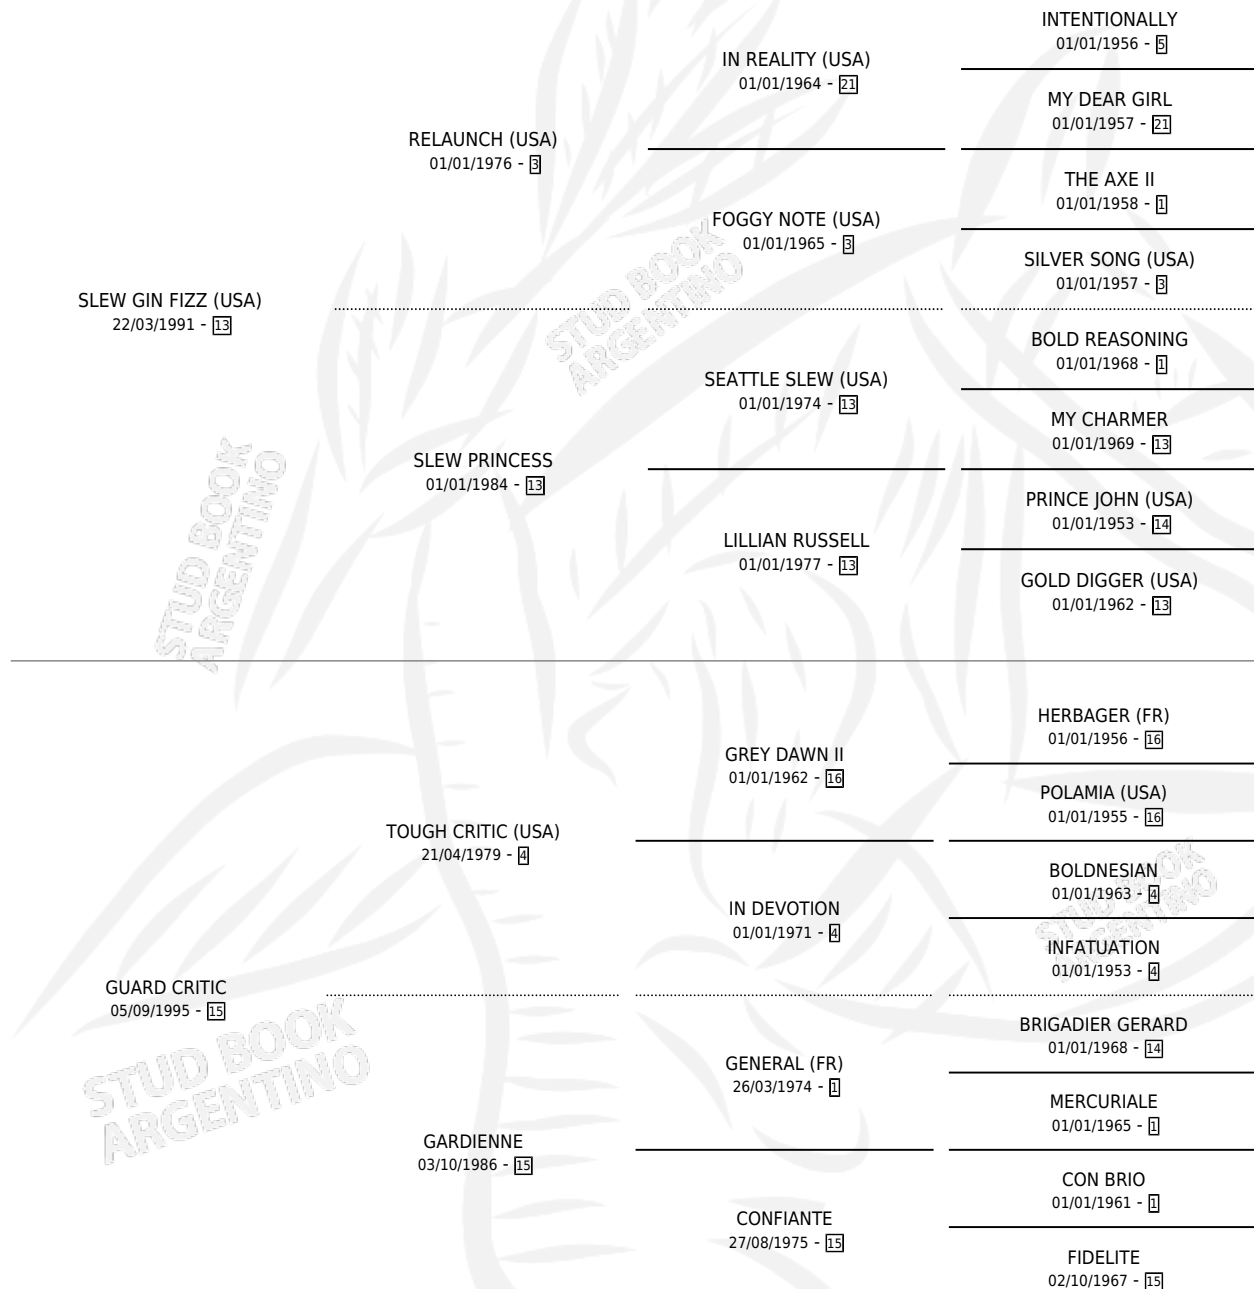 INTENTIONALLY
01/01/1956 - 5
IN REALITY (USA)
01/01/1964 - 21
MY DEAR GIRL
01/01/1957 - 21
RELAUNCH (USA)
01/01/1976 - 3
THE AXE II
01/01/1958 - 1
FOGGY NOTE (USA)
01/01/1965 - 3
SILVER SONG (USA)
01/01/1957 - 3
SLEW GIN FIZZ (USA)
22/03/1991 - 13
BOLD REASONING
01/01/1968 - 1
SEATTLE SLEW (USA)
01/01/1974 - 13
MY CHARMER
01/01/1969 - 13
SLEW PRINCESS
01/01/1984 - 13
PRINCE JOHN (USA)
01/01/1953 - 14
LILLIAN RUSSELL
01/01/1977 - 13
GOLD DIGGER (USA)
01/01/1962 - 13
HERBAGER (FR)
01/01/1956 - 16
GREY DAWN II
01/01/1962 - 16
POLAMIA (USA)
01/01/1955 - 16
TOUGH CRITIC (USA)
21/04/1979 - 4
BOLDNESIAN
01/01/1963 - 4
IN DEVOTION
01/01/1971 - 4
INFATUATION
01/01/1953 - 4
GUARD CRITIC
05/09/1995 - 15
BRIGADIER GERARD
01/01/1968 - 14
GENERAL (FR)
26/03/1974 - 1
MERCURIALE
01/01/1965 - 1
GARDIENNE
03/10/1986 - 15
CON BRIO
01/01/1961 - 1
CONFIANTE
27/08/1975 - 15
FIDELITE
02/10/1967 - 15
STUD BOOK
ARGENTINO
STUD BOOK
ARGENTINO
STUD BOOK
ARGENTINO
STUD BOOK
ARGENTINO